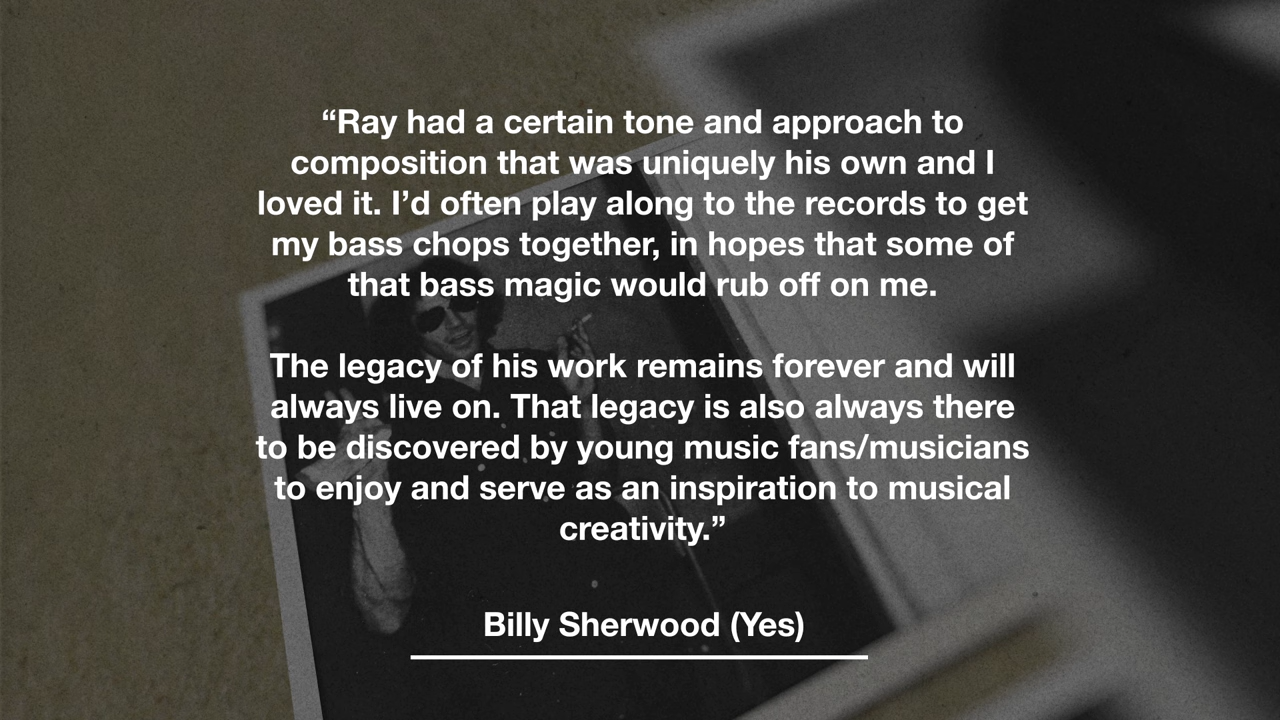 “Ray had a certain tone and approach to
composition that was uniquely his own and I
loved it. I’d often play along to the records to get
my bass chops together, in hopes that some of
that bass magic would rub off on me.
The legacy of his work remains forever and will
always live on. That legacy is also always there
to be discovered by young music fans/musicians
to enjoy and serve as an inspiration to musical
creativity.”
Billy Sherwood (Yes)